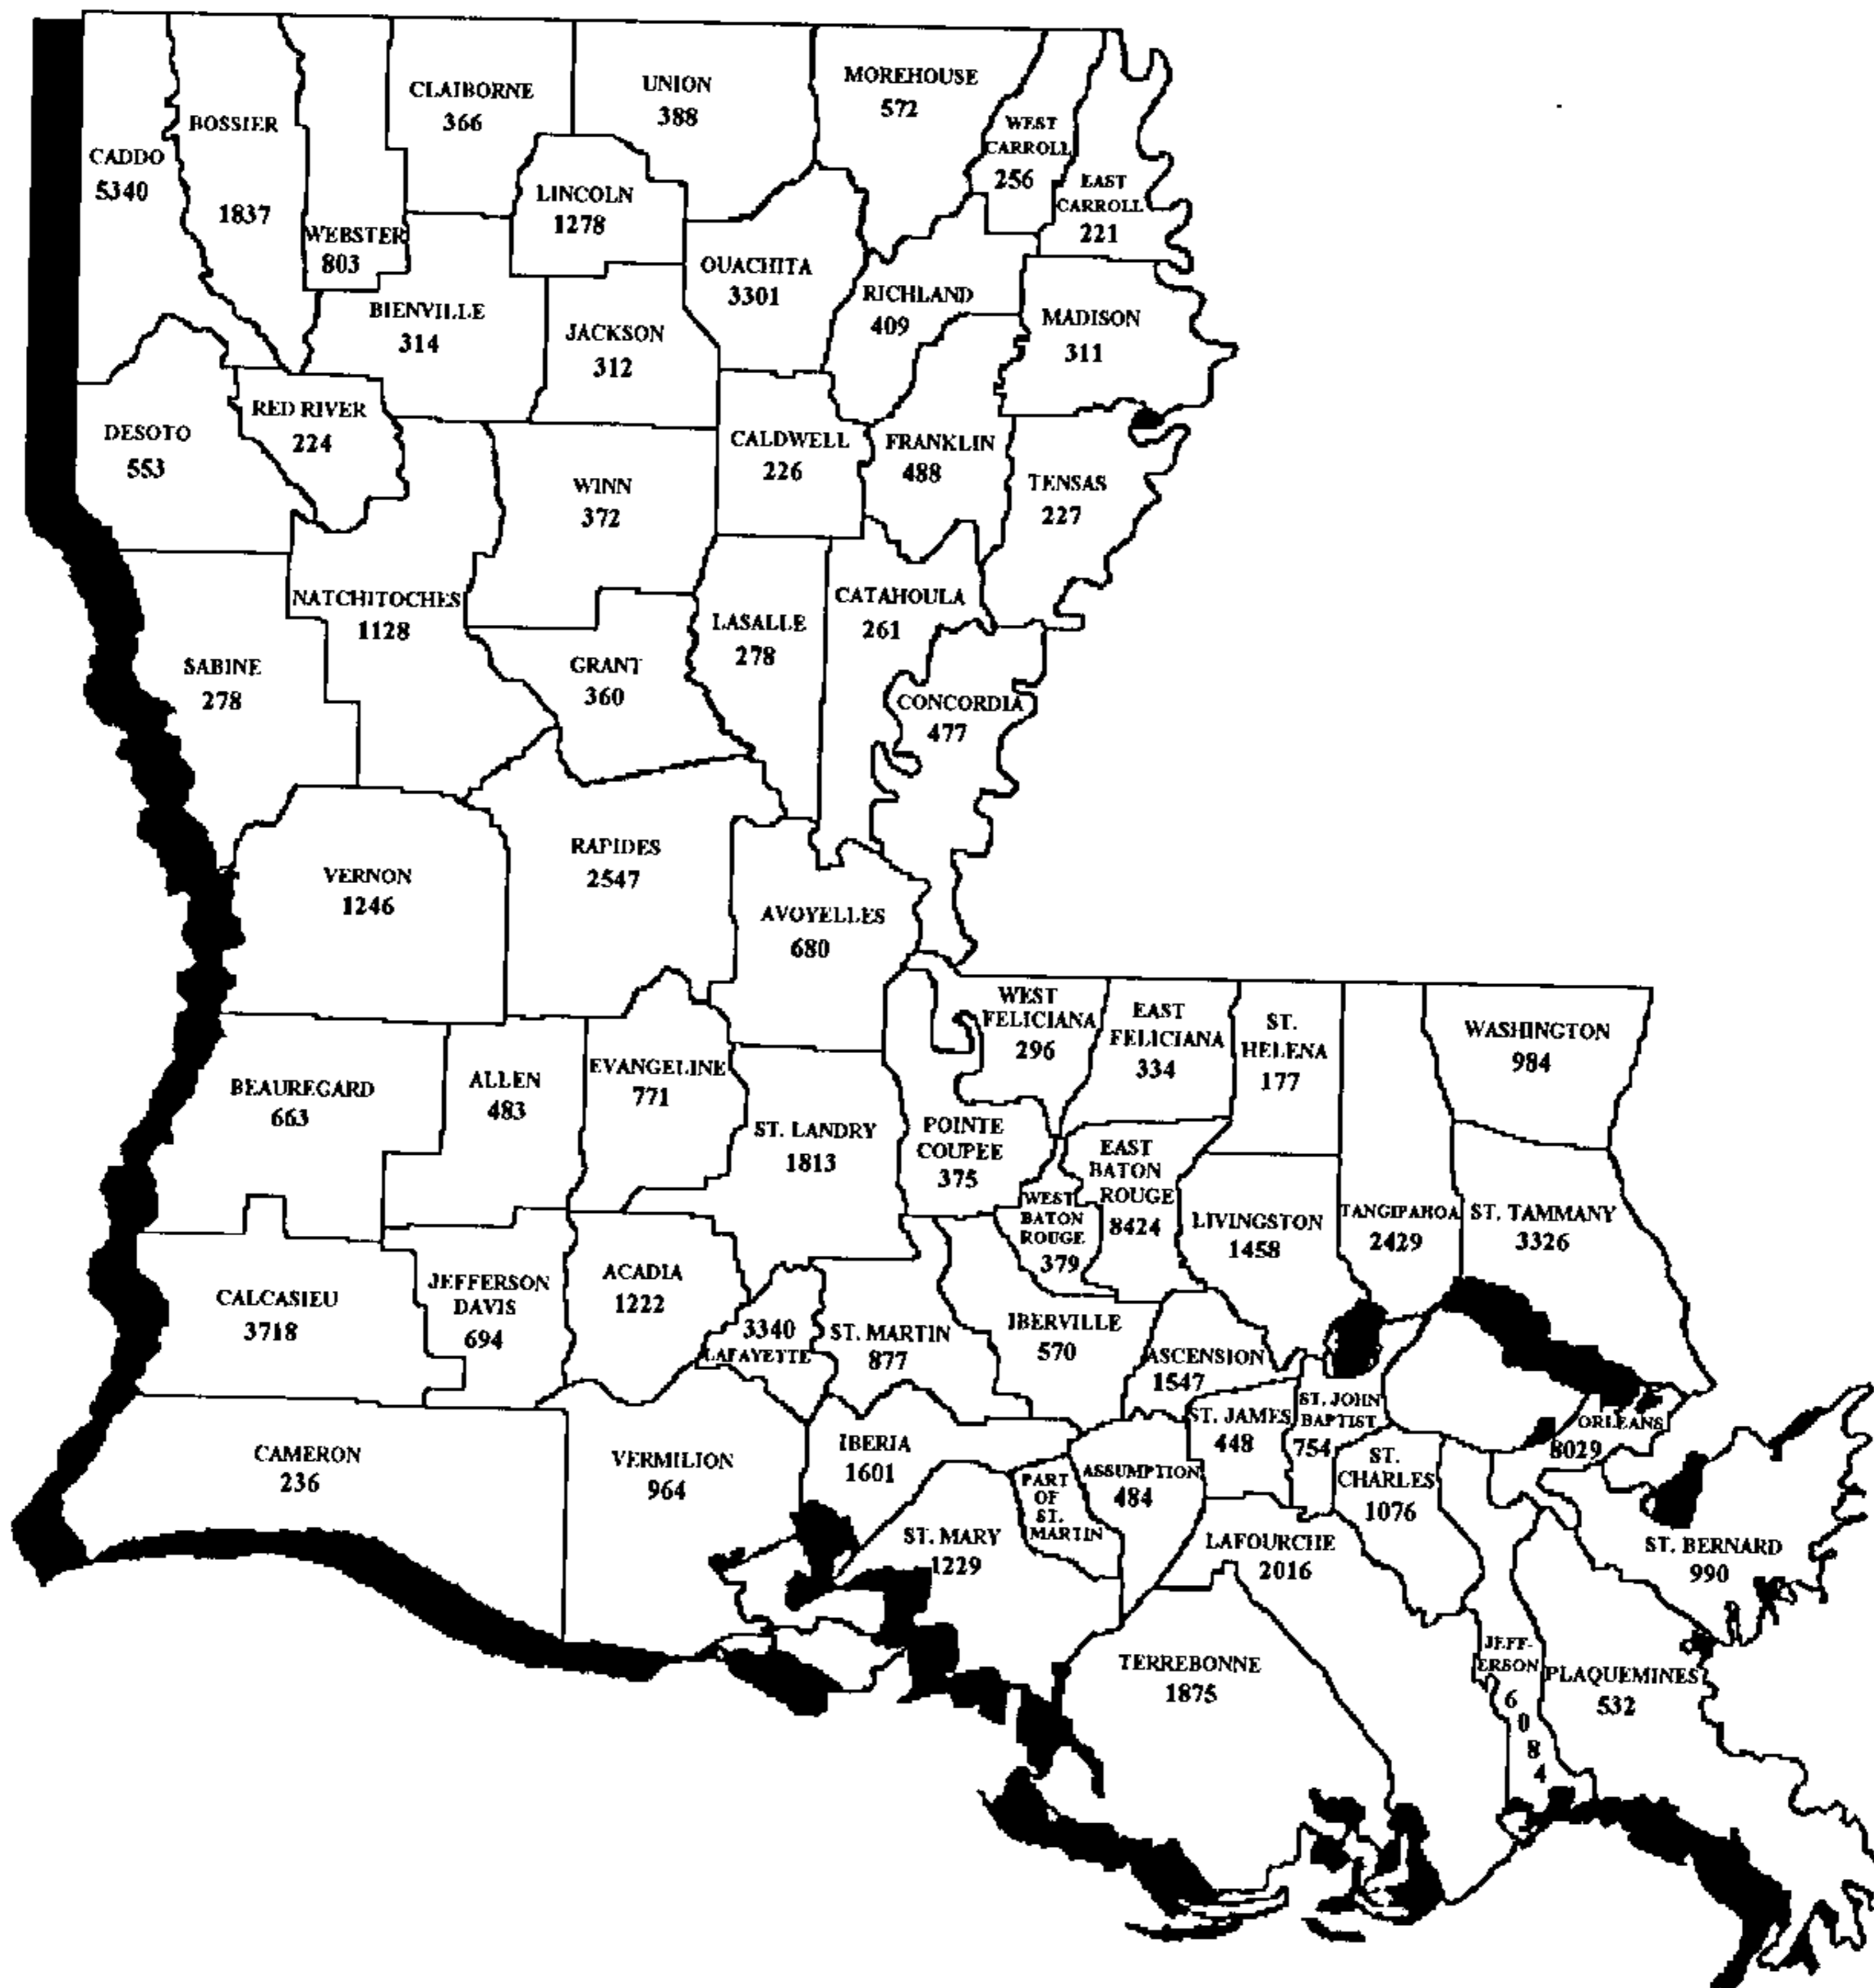 CADDO
5340
BOSSIER
1837
WEBSTER
803
CLAIBORNE
366
UNION
388
LINCOLN
1278
MOREHOUSE
572
WEST
CARROLL
256
EAST
CARROLL
221
OUACHITA
3301
RICHLAND
409
MADISON
311
BIENVILLE
314
JACKSON
312
DESOTO
553
RED RIVER
224
WINN
372
CALDWELL
226
FRANKLIN
488
TENSAS
227
NATCHITOCHES
1128
SABINE
278
GRANT
360
LASALLE
278
CATAHOULA
261
CONCORDIA
477
VERNON
1246
RAPIDES
2547
AVOYELLES
680
WEST
FELICIANA
296
EAST
FELICIANA
334
ST.
HELENA
177
WASHINGTON
984
BEAUREGARD
663
ALLEN
483
EVANGELINE
771
ST. LANDRY
1813
POINTE
COUPEE
375
WEST
BATON
ROUGE
379
EAST
BATON
ROUGE
8424
LIVINGSTON
1458
TANGIPAHOA
2429
ST. TAMMANY
3326
CALCASIEU
3718
JEFFERSON
DAVIS
694
ACADIA
1222
3340
LAFAYETTE
ST. MARTIN
877
IBERVILLE
570
ASCENSION
1547
ST. JAMES
448
ST. JOHN
BAPTIST
754
ST.
CHARLES
1076
ORLEANS
8029
CAMERON
236
VERMILION
964
IBERIA
1601
ST. MARY
1229
PART
OF
ST.
MARTIN
ASSUMPTION
484
LAFOURCHE
2016
ST. BERNARD
990
TERREBONNE
1875
JEFF-
ERSON
6
0
8
4
PLAQUEMINES
532